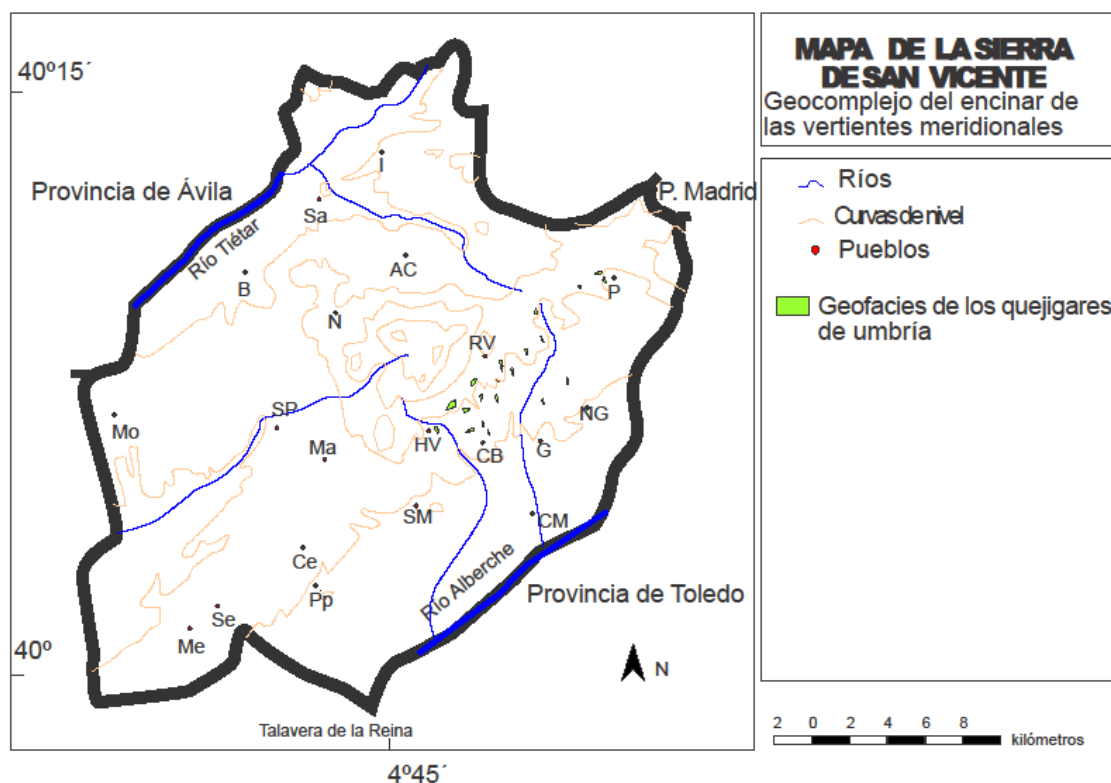 40º15´
Provincia de Ávila
Río Tiétar
I
Sa
P. Madrid
AC
B
P
N
RV
Mo
SP
NG
HV
Ma
CB
G
SM
CM
Ce
Río Alberche
Pp
Provincia de Toledo
Se
Me
40º
N
Talavera de la Reina
4º45´
MAPA DE LA SIERRA
DE SAN VICENTE
Geocomplejo del encinar de
las vertientes meridionales
Ríos
Curvas de nivel
Pueblos
Geofacies de los quejigares
de umbría
2 0 2 4 6 8
kilómetros